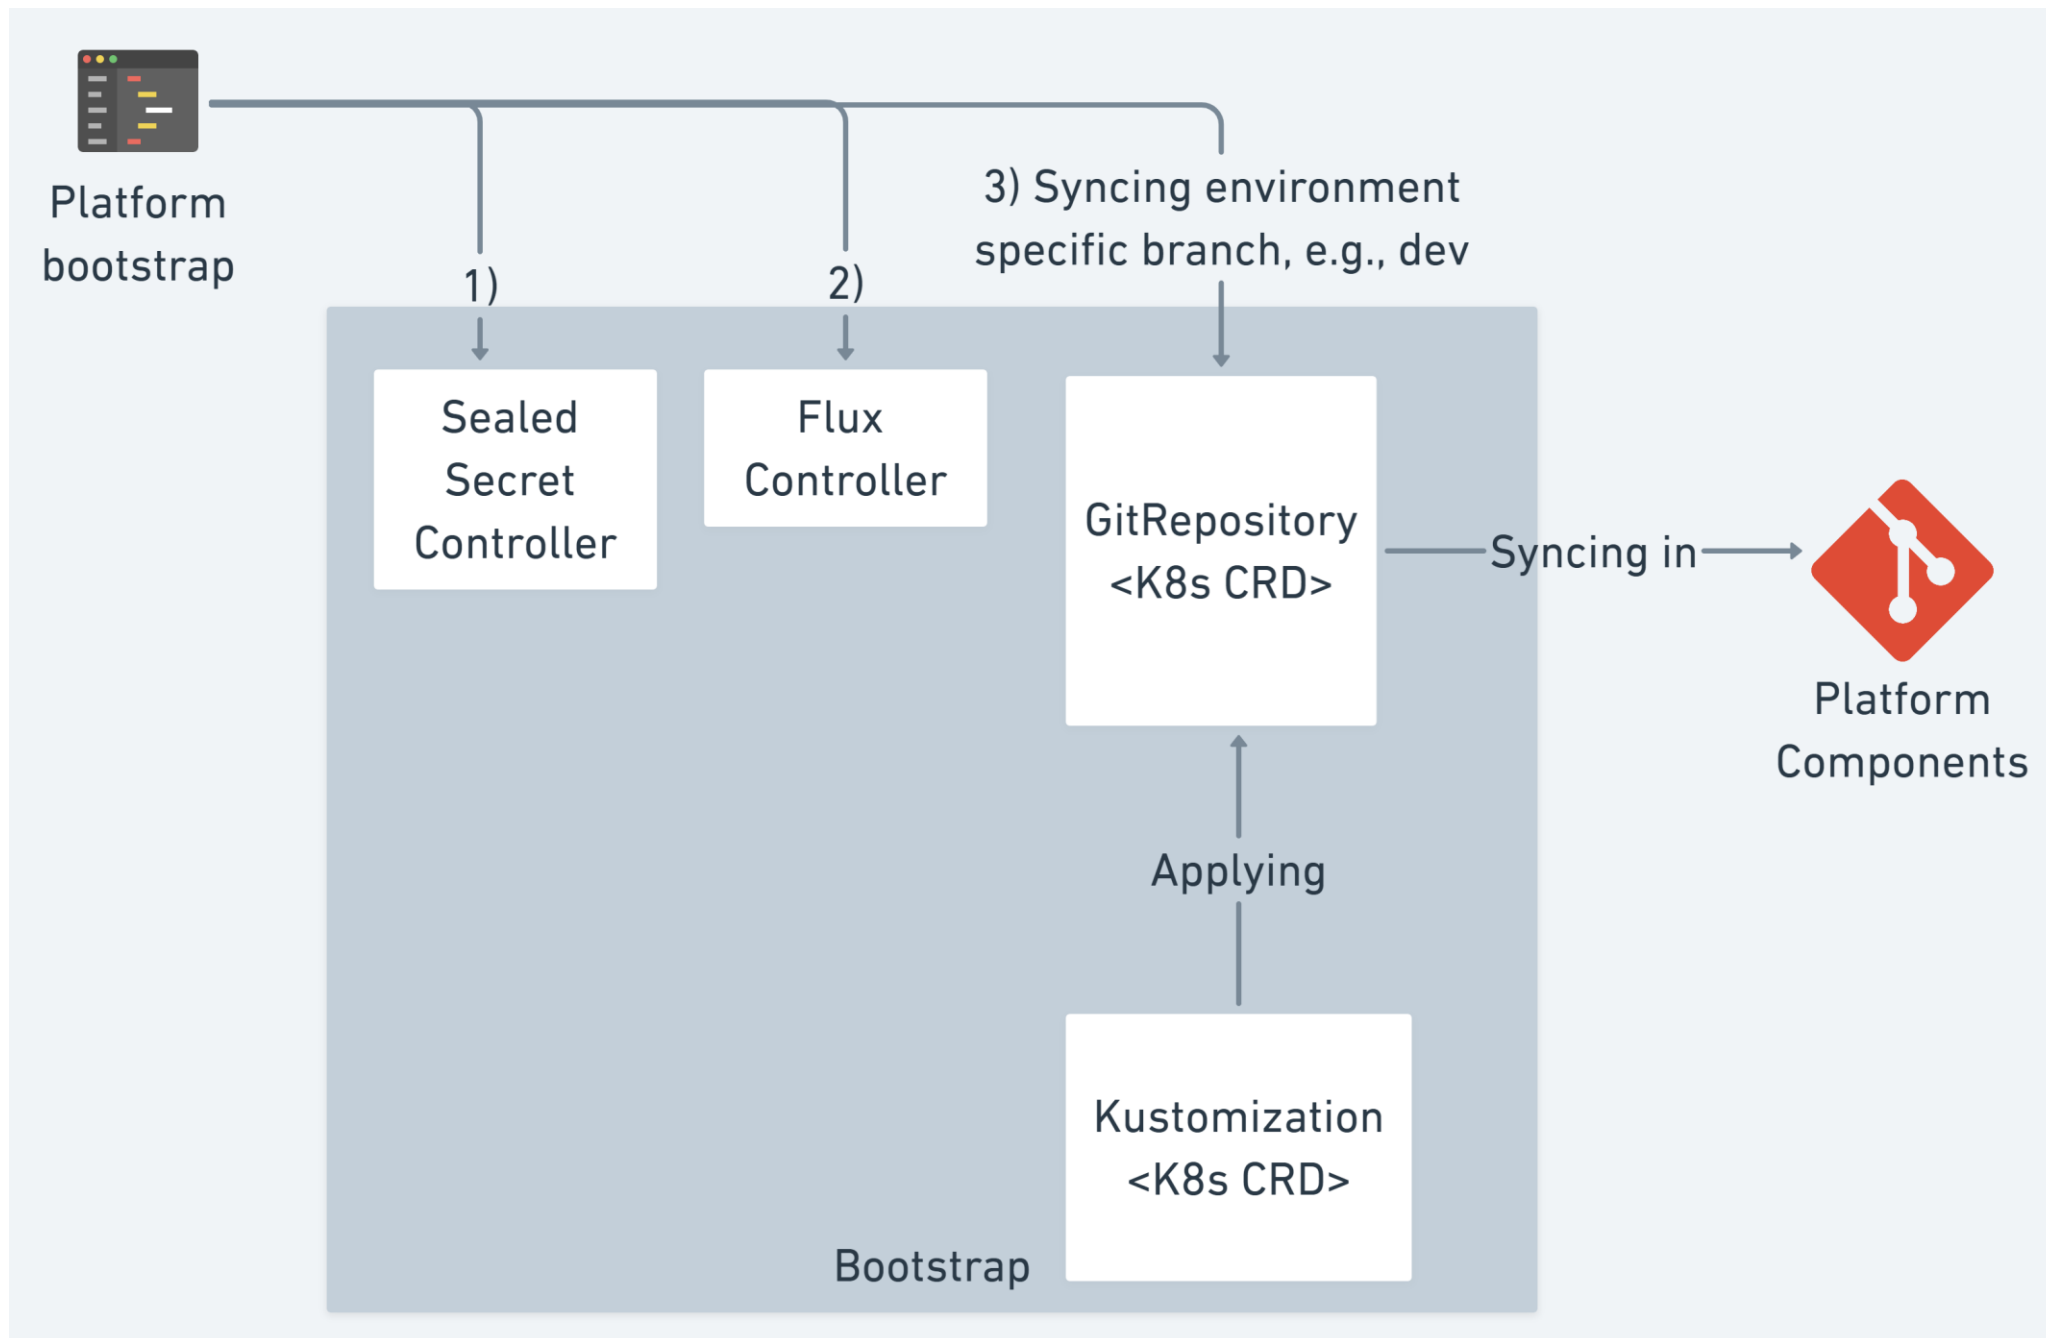 Platform
bootstrap
1)
2)
3) Syncing environment
specific branch, e.g., dev
Sealed
Secret
Controller
Flux
Controller
GitRepository
<K8s CRD>
Syncing in
Platform
Components
Applying
Kustomization
<K8s CRD>
Bootstrap